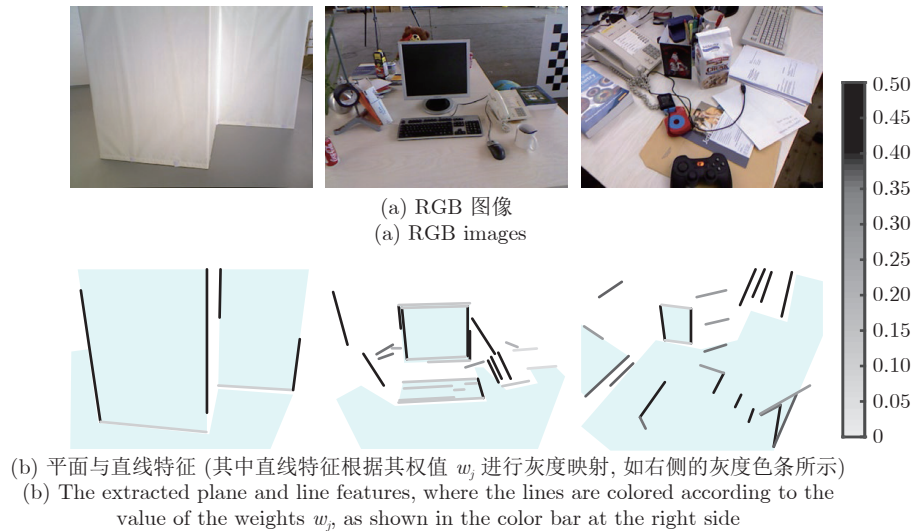 (a) RGB 图像
(a) RGB images
0.50
0.45
0.40
0.35
0.30
0.25
0.20
0.15
0.10
0.05
0
(b) 平面与直线特征 (其中直线特征根据其权值 w_j 进行灰度映射, 如右侧的灰度色条所示)
(b) The extracted plane and line features, where the lines are colored according to the
value of the weights w_j, as shown in the color bar at the right side